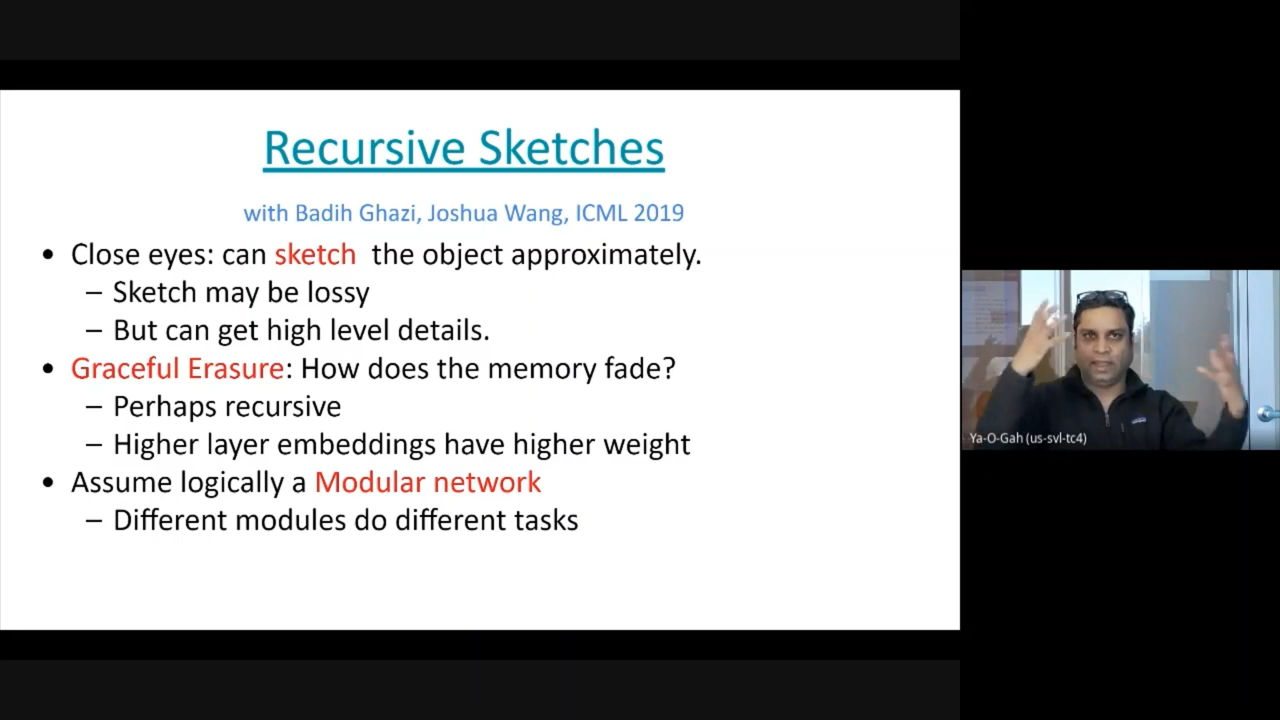 Recursive Sketches
with Badih Ghazi, Joshua Wang, ICML 2019
• Close eyes: can sketch the object approximately.
– Sketch may be lossy
– But can get high level details.
• Graceful Erasure: How does the memory fade?
– Perhaps recursive
– Higher layer embeddings have higher weight
• Assume logically a Modular network
– Different modules do different tasks
Ya-O-Gah (us-svl-tc4)